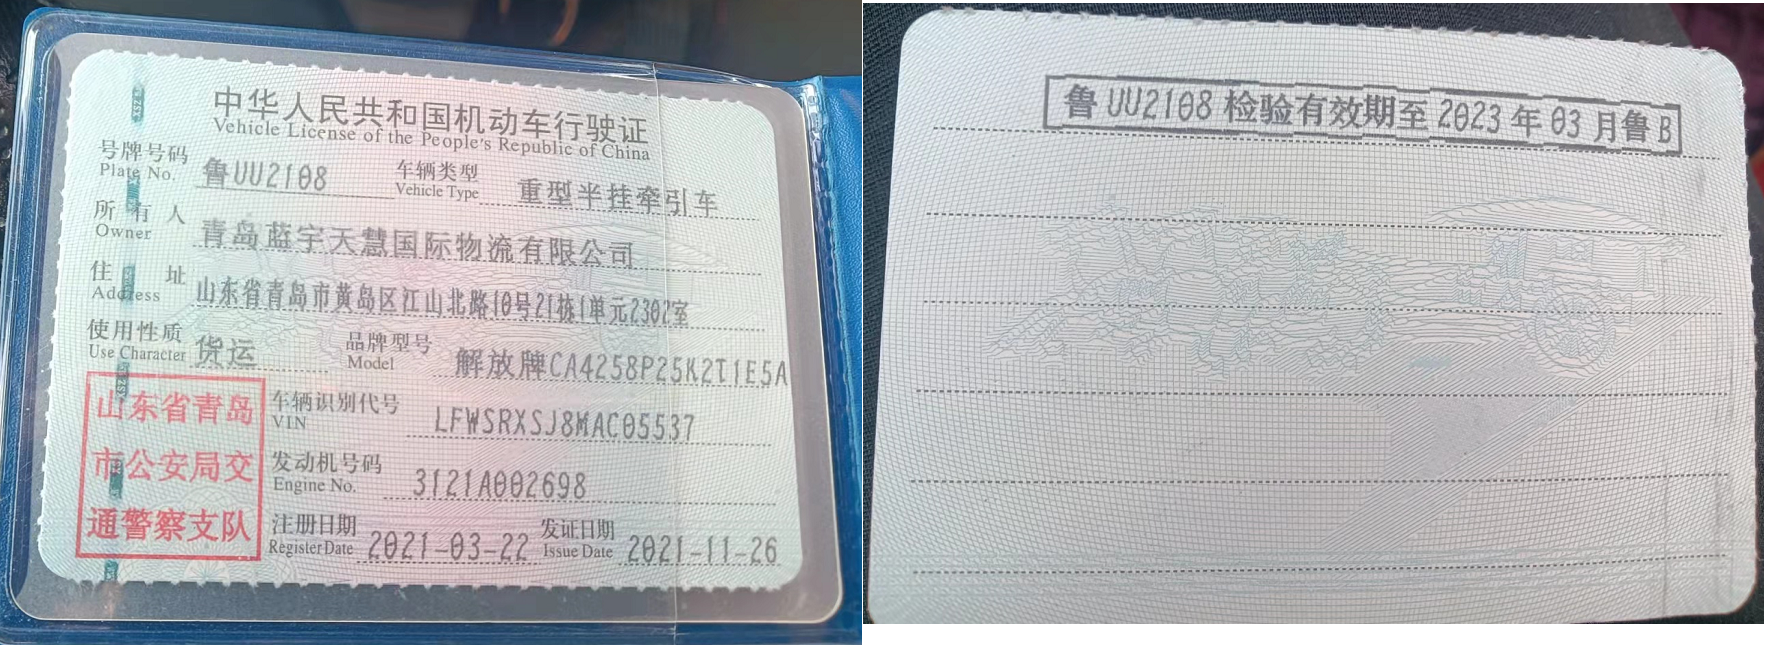 中华人民共和国机动车行驶证
Vehicle License of the People's Republic of China
号牌号码 鲁UU2108 车辆类型 重型半挂牵引车
Plate No. Vehicle Type
所有人 青岛蓝宇天慧国际物流有限公司
Owner
住址 山东省青岛市黄岛区江山北路10号21栋1单元2302室
Address
使用性质 货运 品牌型号 解放牌CA4258P25K2T1E5A
Use Character Model
山东省青岛
市公安局交
通警察支队
车辆识别代号 LFWSRXSJ8MAC05537
VIN
发动机号码 3121A002698
Engine No.
注册日期 2021-03-22 发证日期 2021-11-26
Register Date Issue Date
鲁UU2108检验有效期至2023年03月鲁B